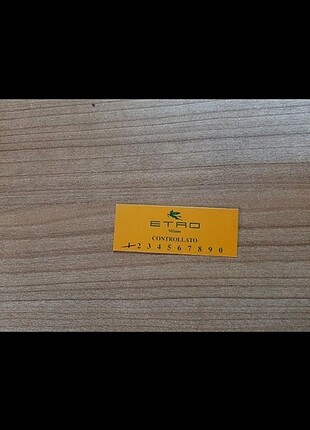 ETRO
Milano
CONTROLLATO
1 2 3 4 5 6 7 8 9 0